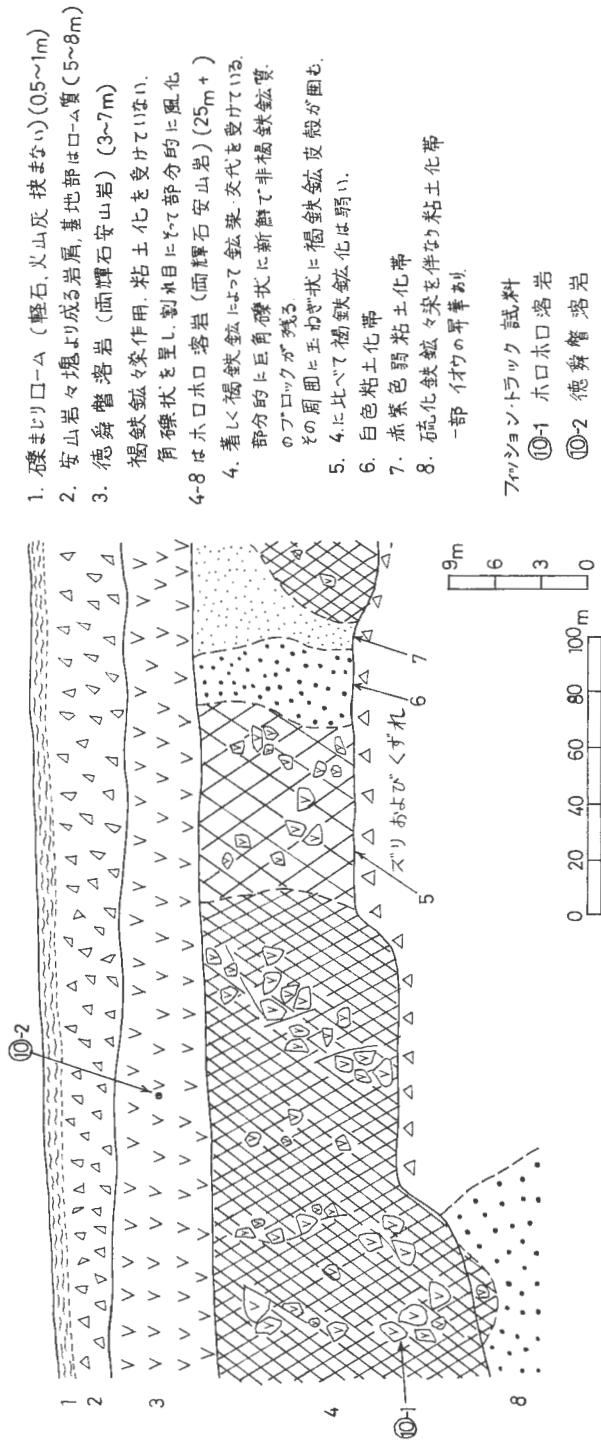 1. 礫まじりローム (軽石、火山灰 挟まない) (0.5~1m)
2. 安山岩々塊より成る岩屑, 基地部はローム質 (5~8m)
3. 徳舜瞥溶岩 (両輝石安山岩) (3~7m)
褐鉄鉱々染作用, 粘土化を受けていない.
角礫状を呈し, 割れ目にそって部分的に風化
4-8 はホロホロ溶岩 (両輝石安山岩) (25m+)
4. 著しく褐鉄鉱によって鉱染・交代を受けている.
部分的に巨角礫状に新鮮で非褐鉄鉱質.
のブロックが残る.
その周囲に玉ねぎ状に褐鉄鉱皮殻が囲む.
5. 4.に比べて褐鉄鉱化は弱い.
6. 白色粘土化帯
7. 赤紫色弱粘土化帯
8. 硫化鉄鉱々染を伴なう粘土化帯
一部イオウの昇華あり.
フィッション・トラック 試料
⑩-1 ホロホロ溶岩
⑩-2 徳舜瞥溶岩
1
2
3
4
8
⑩-2
⑩-1
5
6
7
ズリ および くずれ
9m
6
3
0
0 20 40 60 80 100m